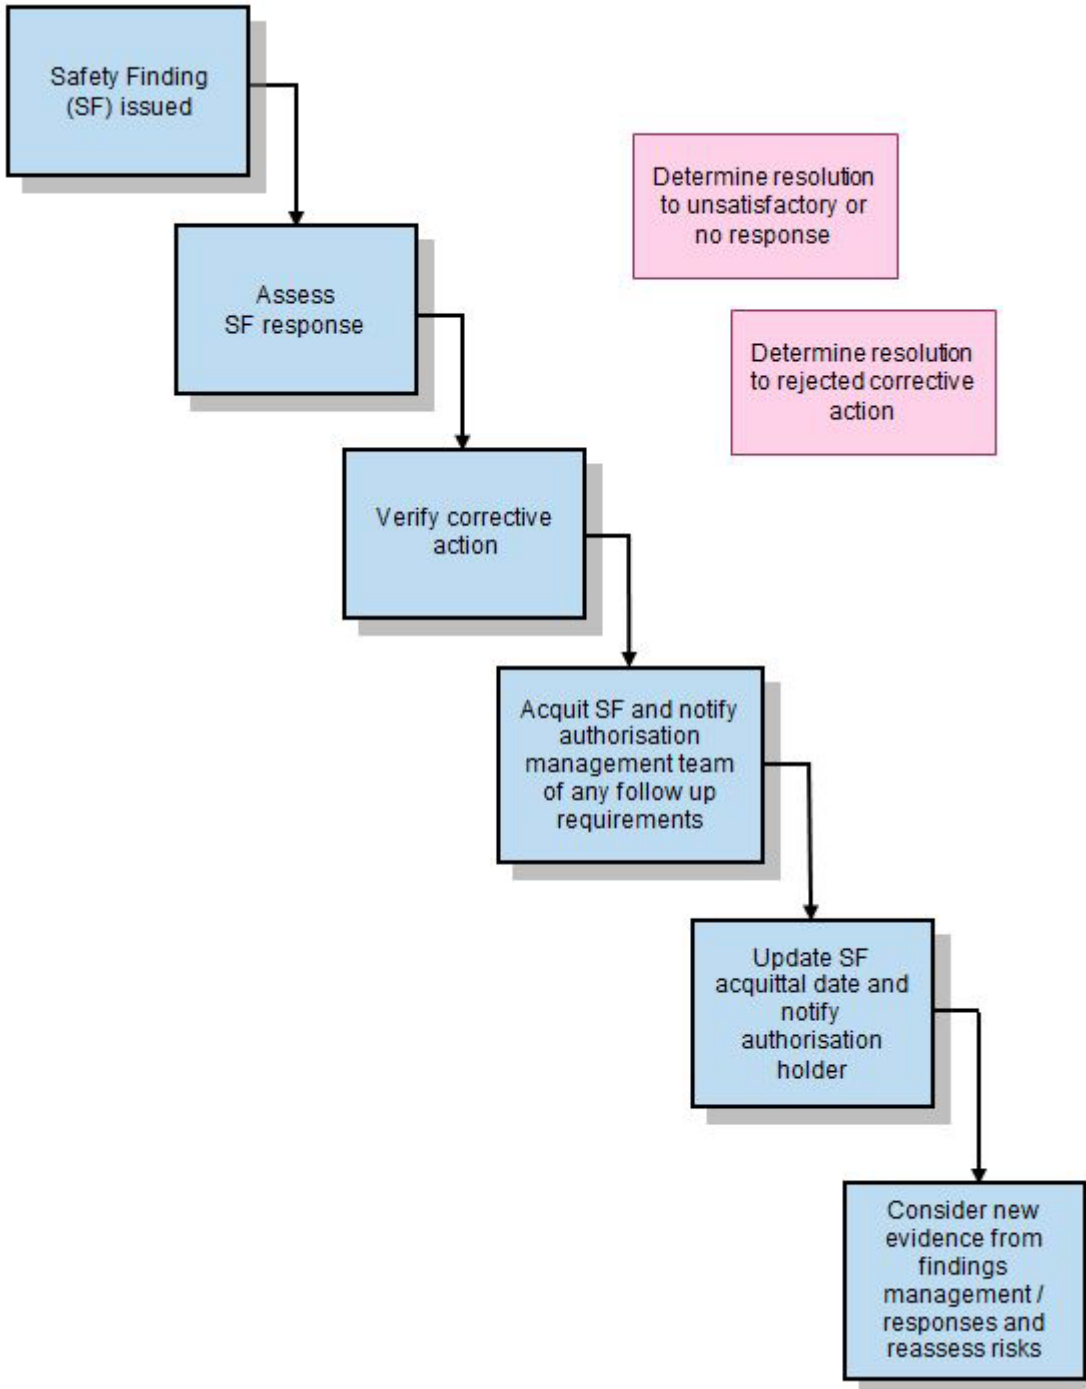 Safety Finding
(SF) issued
Determine resolution
to unsatisfactory or
no response
Assess
SF response
Determine resolution
to rejected corrective
action
Verify corrective
action
Acquit SF and notify
authorisation
management team
of any follow up
requirements
Update SF
acquittal date and
notify
authorisation
holder
Consider new
evidence from
findings
management /
responses and
reassess risks